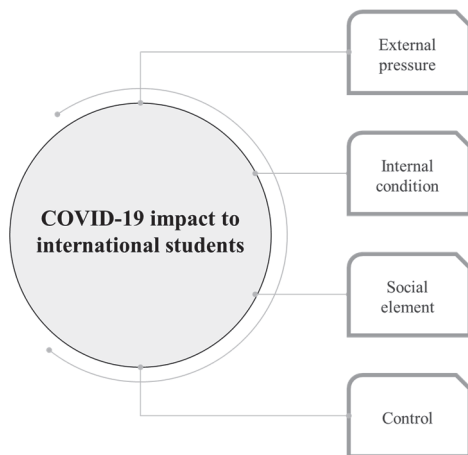 External
pressure
Internal
condition
COVID-19 impact to
international students
Social
element
Control